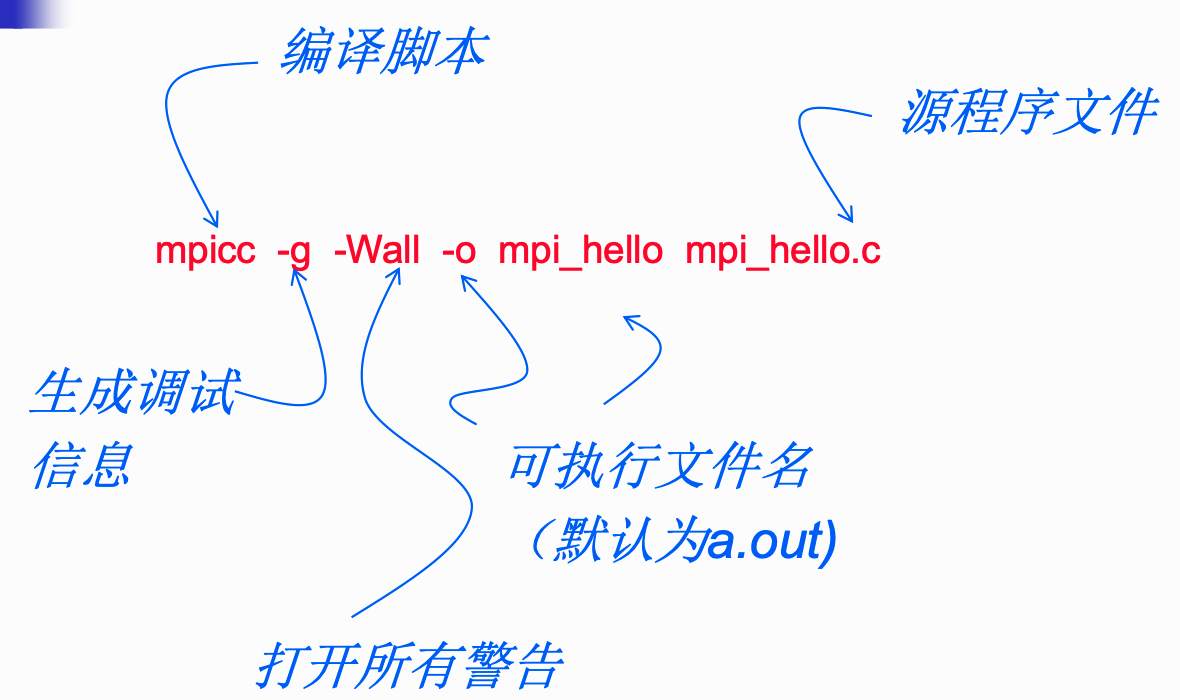 编译脚本
源程序文件
mpicc -g -Wall -o mpi_hello mpi_hello.c
生成调试
信息
可执行文件名
（默认为a.out)
打开所有警告